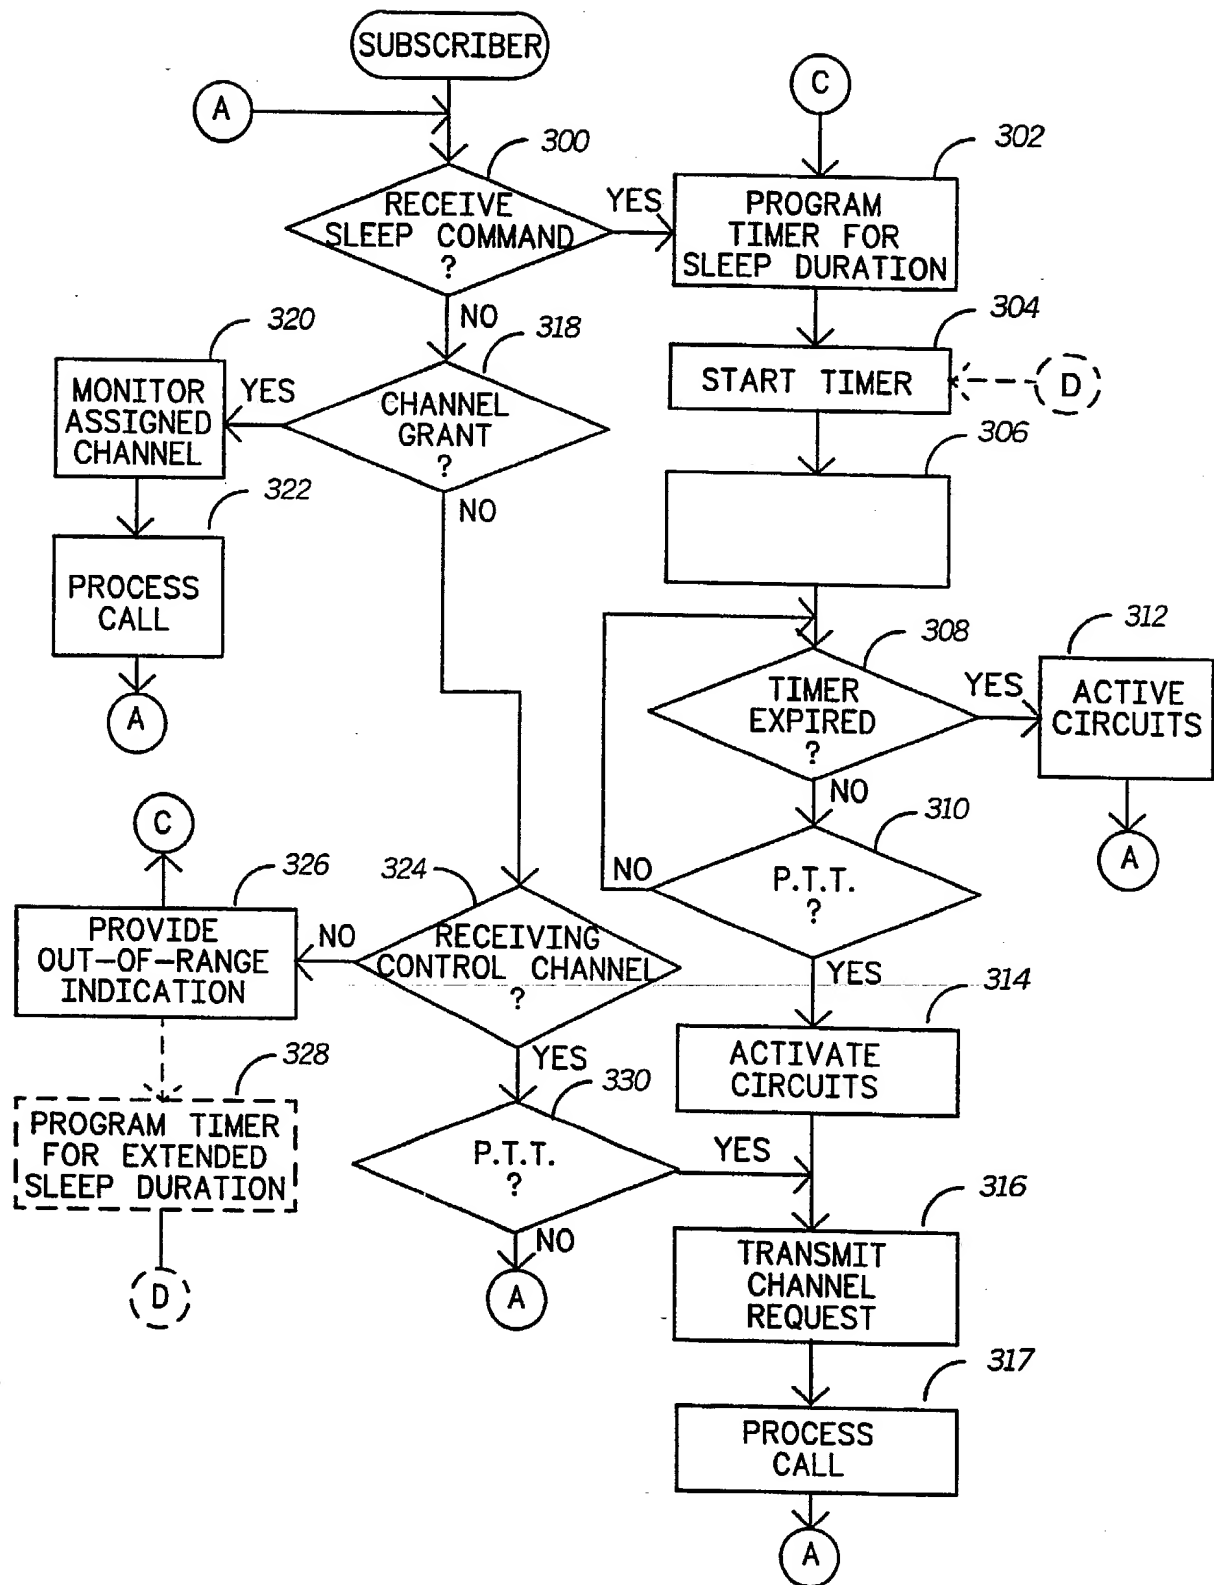 SUBSCRIBER
A
C
300
RECEIVE
SLEEP COMMAND
?
YES
NO
302
PROGRAM
TIMER FOR
SLEEP DURATION
304
START TIMER
D
306
320
MONITOR
ASSIGNED
CHANNEL
YES
318
CHANNEL
GRANT
?
NO
322
PROCESS
CALL
A
308
TIMER
EXPIRED
?
YES
NO
312
ACTIVE
CIRCUITS
A
310
P.T.T.
?
NO
YES
C
326
PROVIDE
OUT-OF-RANGE
INDICATION
NO
324
RECEIVING
CONTROL CHANNEL
?
YES
314
ACTIVATE
CIRCUITS
328
PROGRAM TIMER
FOR EXTENDED
SLEEP DURATION
D
330
P.T.T.
?
YES
NO
A
316
TRANSMIT
CHANNEL
REQUEST
317
PROCESS
CALL
A